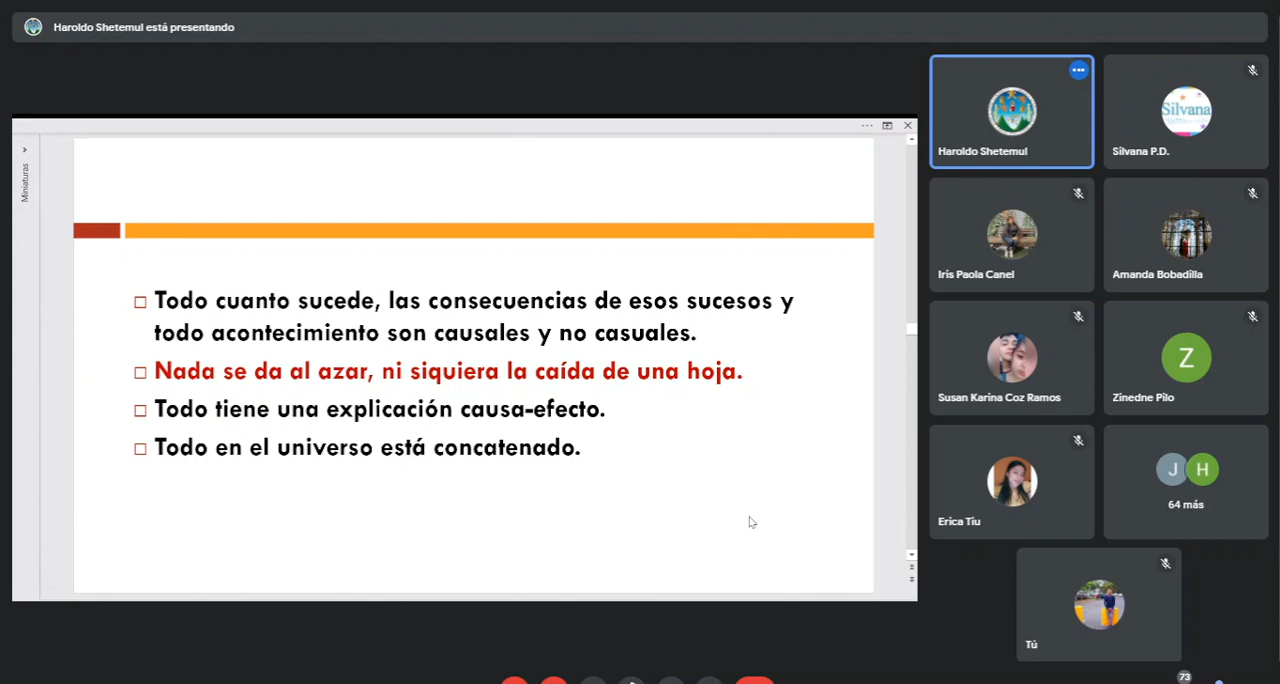 Haroldo Shetemul está presentando
Miniaturas
□ Todo cuanto sucede, las consecuencias de esos sucesos y
todo acontecimiento son causales y no casuales.
□ Nada se da al azar, ni siquiera la caída de una hoja.
□ Todo tiene una explicación causa-efecto.
□ Todo en el universo está concatenado.
Haroldo Shetemul
Silvana
Silvana P.D.
Iris Paola Canel
Amanda Bobadilla
Susan Karina Coz Ramos
Z
Zinedne Pilo
Erica Tiu
J H
64 más
Tú
73